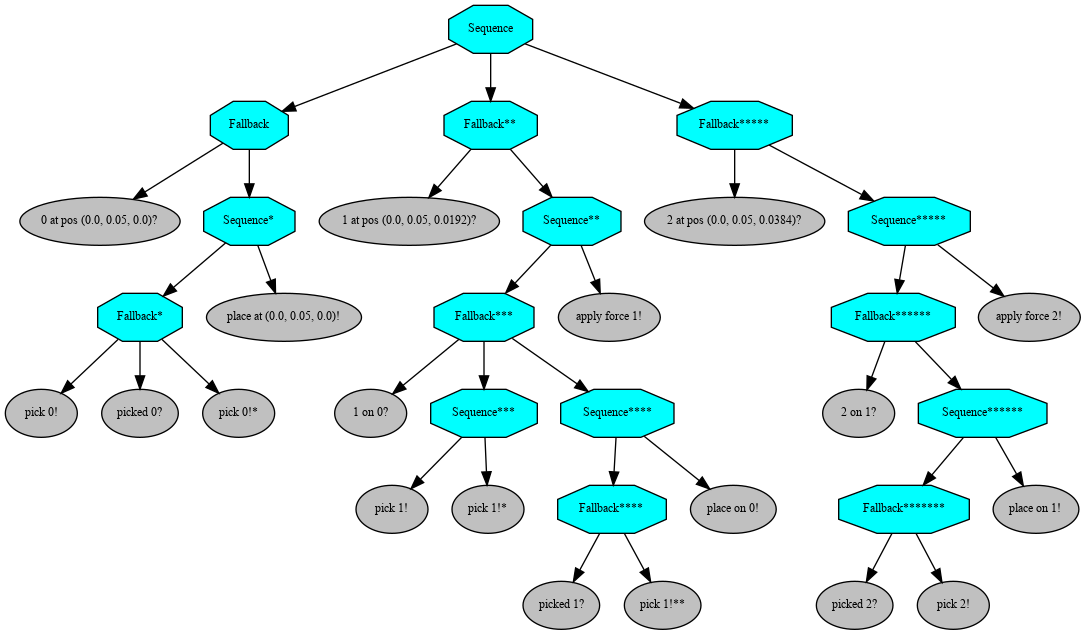 Sequence
Fallback
Fallback**
Fallback*****
0 at pos (0.0, 0.05, 0.0)?
Sequence*
1 at pos (0.0, 0.05, 0.0192)?
Sequence**
2 at pos (0.0, 0.05, 0.0384)?
Sequence*****
Fallback*
place at (0.0, 0.05, 0.0)!
Fallback***
apply force 1!
Fallback******
apply force 2!
pick 0!
picked 0?
pick 0!*
1 on 0?
Sequence***
Sequence****
2 on 1?
Sequence******
pick 1!
pick 1!*
Fallback****
place on 0!
Fallback*******
place on 1!
picked 1?
pick 1!**
picked 2?
pick 2!